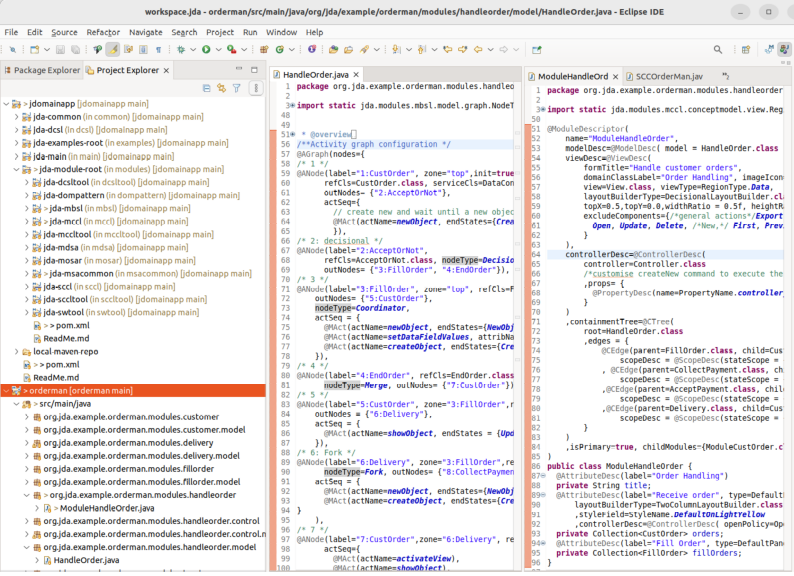 workspace.jda - orderman/src/main/java/org/jda/example/orderman/modules/handleorder/model/HandleOrder.java - Eclipse IDE
File Edit Source Refactor Navigate Search Project Run Window Help
Package Explorer Project Explorer
> jdomainapp [jdomainapp main]
jda-common (in common) [jdomainapp main]
jda-dcsl (in dcsl) [jdomainapp main]
jda-examples-root (in examples) [jdomainapp main]
jda-main (in main) [jdomainapp main]
> jda-module-root (in modules) [jdomainapp main]
jda-dcsltool (in dcsltool) [jdomainapp main]
jda-dompattern (in dompattern) [jdomainapp main]
> jda-mbsl (in mbsl) [jdomainapp main]
> jda-mccl (in mccl) [jdomainapp main]
jda-mccltool (in mccltool) [jdomainapp main]
jda-mdsa (in mdsa) [jdomainapp main]
jda-mosar (in mosar) [jdomainapp main]
> jda-msacommon (in msacommon) [jdomainapp main]
jda-sccl (in sccl) [jdomainapp main]
jda-sccltool (in sccltool) [jdomainapp main]
jda-swtool (in swtool) [jdomainapp main]
> pom.xml
ReadMe.md
local-maven-repo
> pom.xml
ReadMe.md
> orderman [orderman main]
> src/main/java
org.jda.example.orderman.modules.customer
org.jda.example.orderman.modules.customer.model
org.jda.example.orderman.modules.delivery
org.jda.example.orderman.modules.delivery.model
org.jda.example.orderman.modules.fillorder
org.jda.example.orderman.modules.fillorder.model
> org.jda.example.orderman.modules.handleorder
> ModuleHandleOrder.java
org.jda.example.orderman.modules.handleorder.control
org.jda.example.orderman.modules.handleorder.control.n
org.jda.example.orderman.modules.handleorder.model
> HandleOrder.java
HandleOrder.java
1 package org.jda.example.orderman.modules.handl
2
3 import static jda.modules.mbsl.model.graph.NodeT
48
49
51 * @overview
56 /**Activity graph configuration */
57 @AGraph(nodes={
58 /* 1 */
59 @ANode(label="1:CustOrder", zone="top",init=true
60 refCls=CustOrder.class, serviceCls=DataCon
61 outNodes= {"2:AcceptOrNot"},
62 actSeq={
63 // create new and wait until a new objec
64 @MAct(actName=newObject, endStates={Crea
65 }),
66 /* 2: decisional */
67 @ANode(label="2:AcceptOrNot",
68 refCls=AcceptOrNot.class, nodeType=Decisio
69 outNodes= {"3:FillOrder", "4:EndOrder"}),
70 /* 3 */
71 @ANode(label="3:FillOrder", zone="top", refCls=F
72 outNodes= {"5:CustOrder"},
73 nodeType=Coordinator,
74 actSeq = {
75 @MAct(actName=newObject, endStates={NewObj
76 @MAct(actName=setDataFieldValues, attribNa
77 @MAct(actName=createObject, endStates={Cre
78 }),
79 /* 4 */
80 @ANode(label="4:EndOrder", refCls=EndOrder.class
81 nodeType=Merge, outNodes= {"7:CustOrder"})
82 /* 5 */
83 @ANode(label="5:CustOrder", zone="3:FillOrder",r
84 outNodes = {"6:Delivery"},
85 actSeq = {
86 @MAct(actName=showObject, endStates = {Upd
87 }),
88 /* 6: Fork */
89 @ANode(label="6:Delivery", zone="3:FillOrder",re
90 nodeType=Fork, outNodes= {"8:CollectPaymen
91 actSeq = {
92 @MAct(actName=newObject, endStates={NewObj
93 @MAct(actName=createObject, endStates={Cre
94 }
95 ),
96 /* 7 */
97 @ANode(label="7:CustOrder",zone="6:Delivery", re
98 actSeq={
99 @MAct(actName=activateView),
100 @MAct(actName=showObject)
ModuleHandleOrd SCCOrderMan.jav
1 package org.jda.example.orderman.modules.handleorder
2
3 import static jda.modules.mccl.conceptmodel.view.Reg
50
51 @ModuleDescriptor(
52 name="ModuleHandleOrder",
53 modelDesc=@ModelDesc( model = HandleOrder.class
54 viewDesc=@ViewDesc(
55 formTitle="Handle customer orders",
56 domainClassLabel="Order Handling", imageIcon
57 view=View.class, viewType=RegionType.Data,
58 layoutBuilderType=DecisionalLayoutBuilder.cl
59 topX=0.5,topY=0.0,widthRatio = 0.5f, heightR
60 excludeComponents={/*general actions*/Export
61 Open, Update, Delete, /*New,*/ First, Prev
62 }
63 ),
64 controllerDesc=@ControllerDesc(
65 controller=Controller.class
66 /*customise createNew command to execute the
67 ,props= {
68 @PropertyDesc(name=PropertyName.controller
69 }
70 )
71 ,containmentTree=@CTree(
72 root=HandleOrder.class
73 ,edges = {
74 @CEdge(parent=FillOrder.class, child=Cus
75 scopeDesc = @ScopeDesc(stateScope =
76 , @CEdge(parent=CollectPayment.class, ch
77 scopeDesc = @ScopeDesc(stateScope =
78 ,@CEdge(parent=AcceptPayment.class, chil
79 scopeDesc = @ScopeDesc(stateScope =
80 ,@CEdge(parent=Delivery.class, child=Cus
81 scopeDesc = @ScopeDesc(stateScope =
82 }
83 )
84 ,isPrimary=true, childModules={ModuleCustOrder.c
85 )
86 public class ModuleHandleOrder {
87 @AttributeDesc(label="Order Handling")
88 private String title;
89 @AttributeDesc(label="Receive order", type=Default
90 layoutBuilderType=TwoColumnLayoutBuilder.class
91 ,styleField=StyleName.DefaultOnLightYellow
92 ,controllerDesc=@ControllerDesc( openPolicy=Op
93 private Collection<CustOrder> orders;
94 @AttributeDesc(label="Fill Order", type=DefaultPan
95 private Collection<FillOrder> fillOrders;
96 }